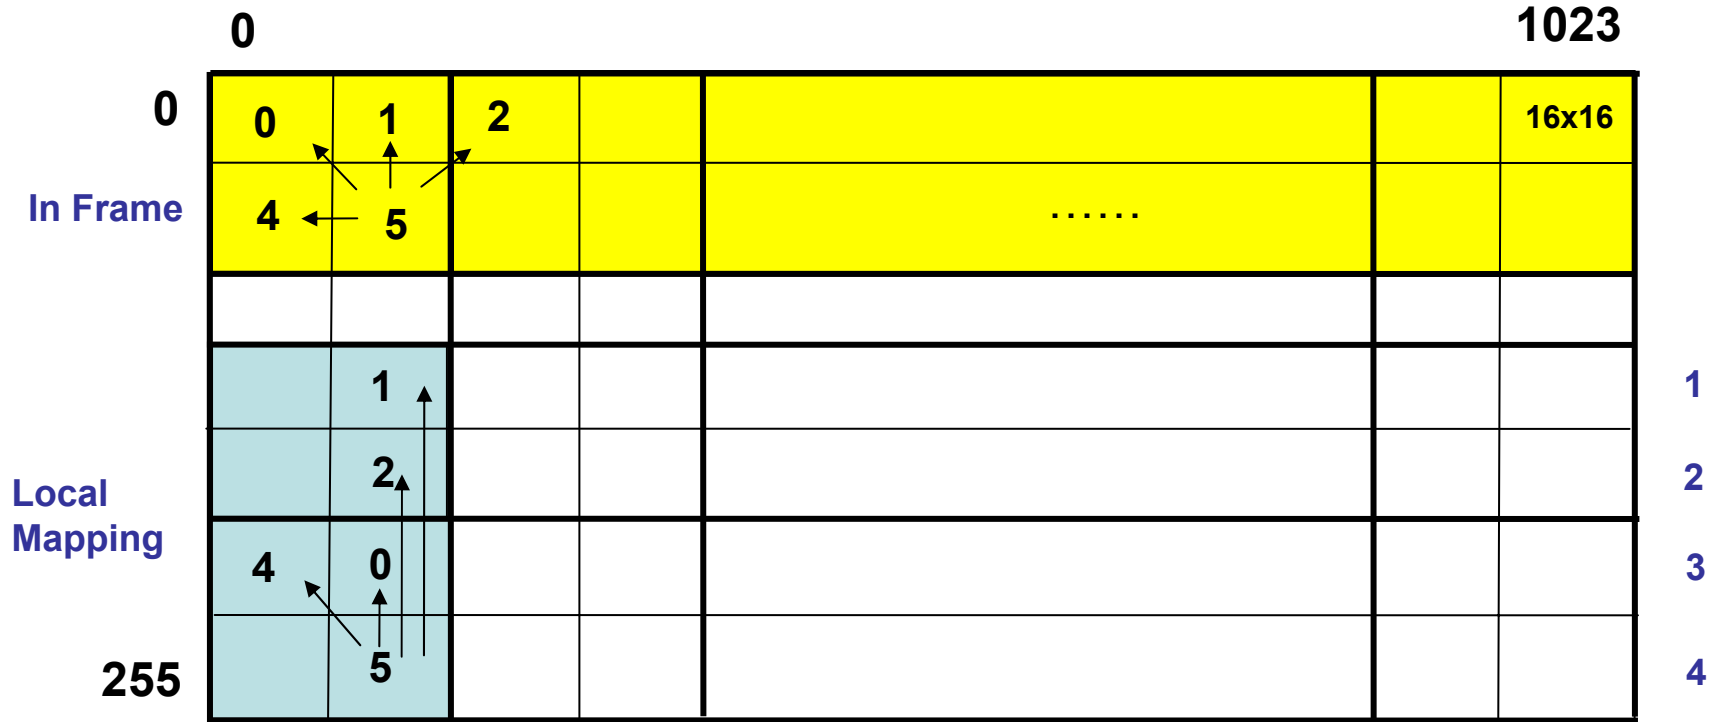 0 1023
0 0 1 2 16x16
In Frame 4 5 ......
1 1
2 2
Local
Mapping
4 0 3
255 5 4